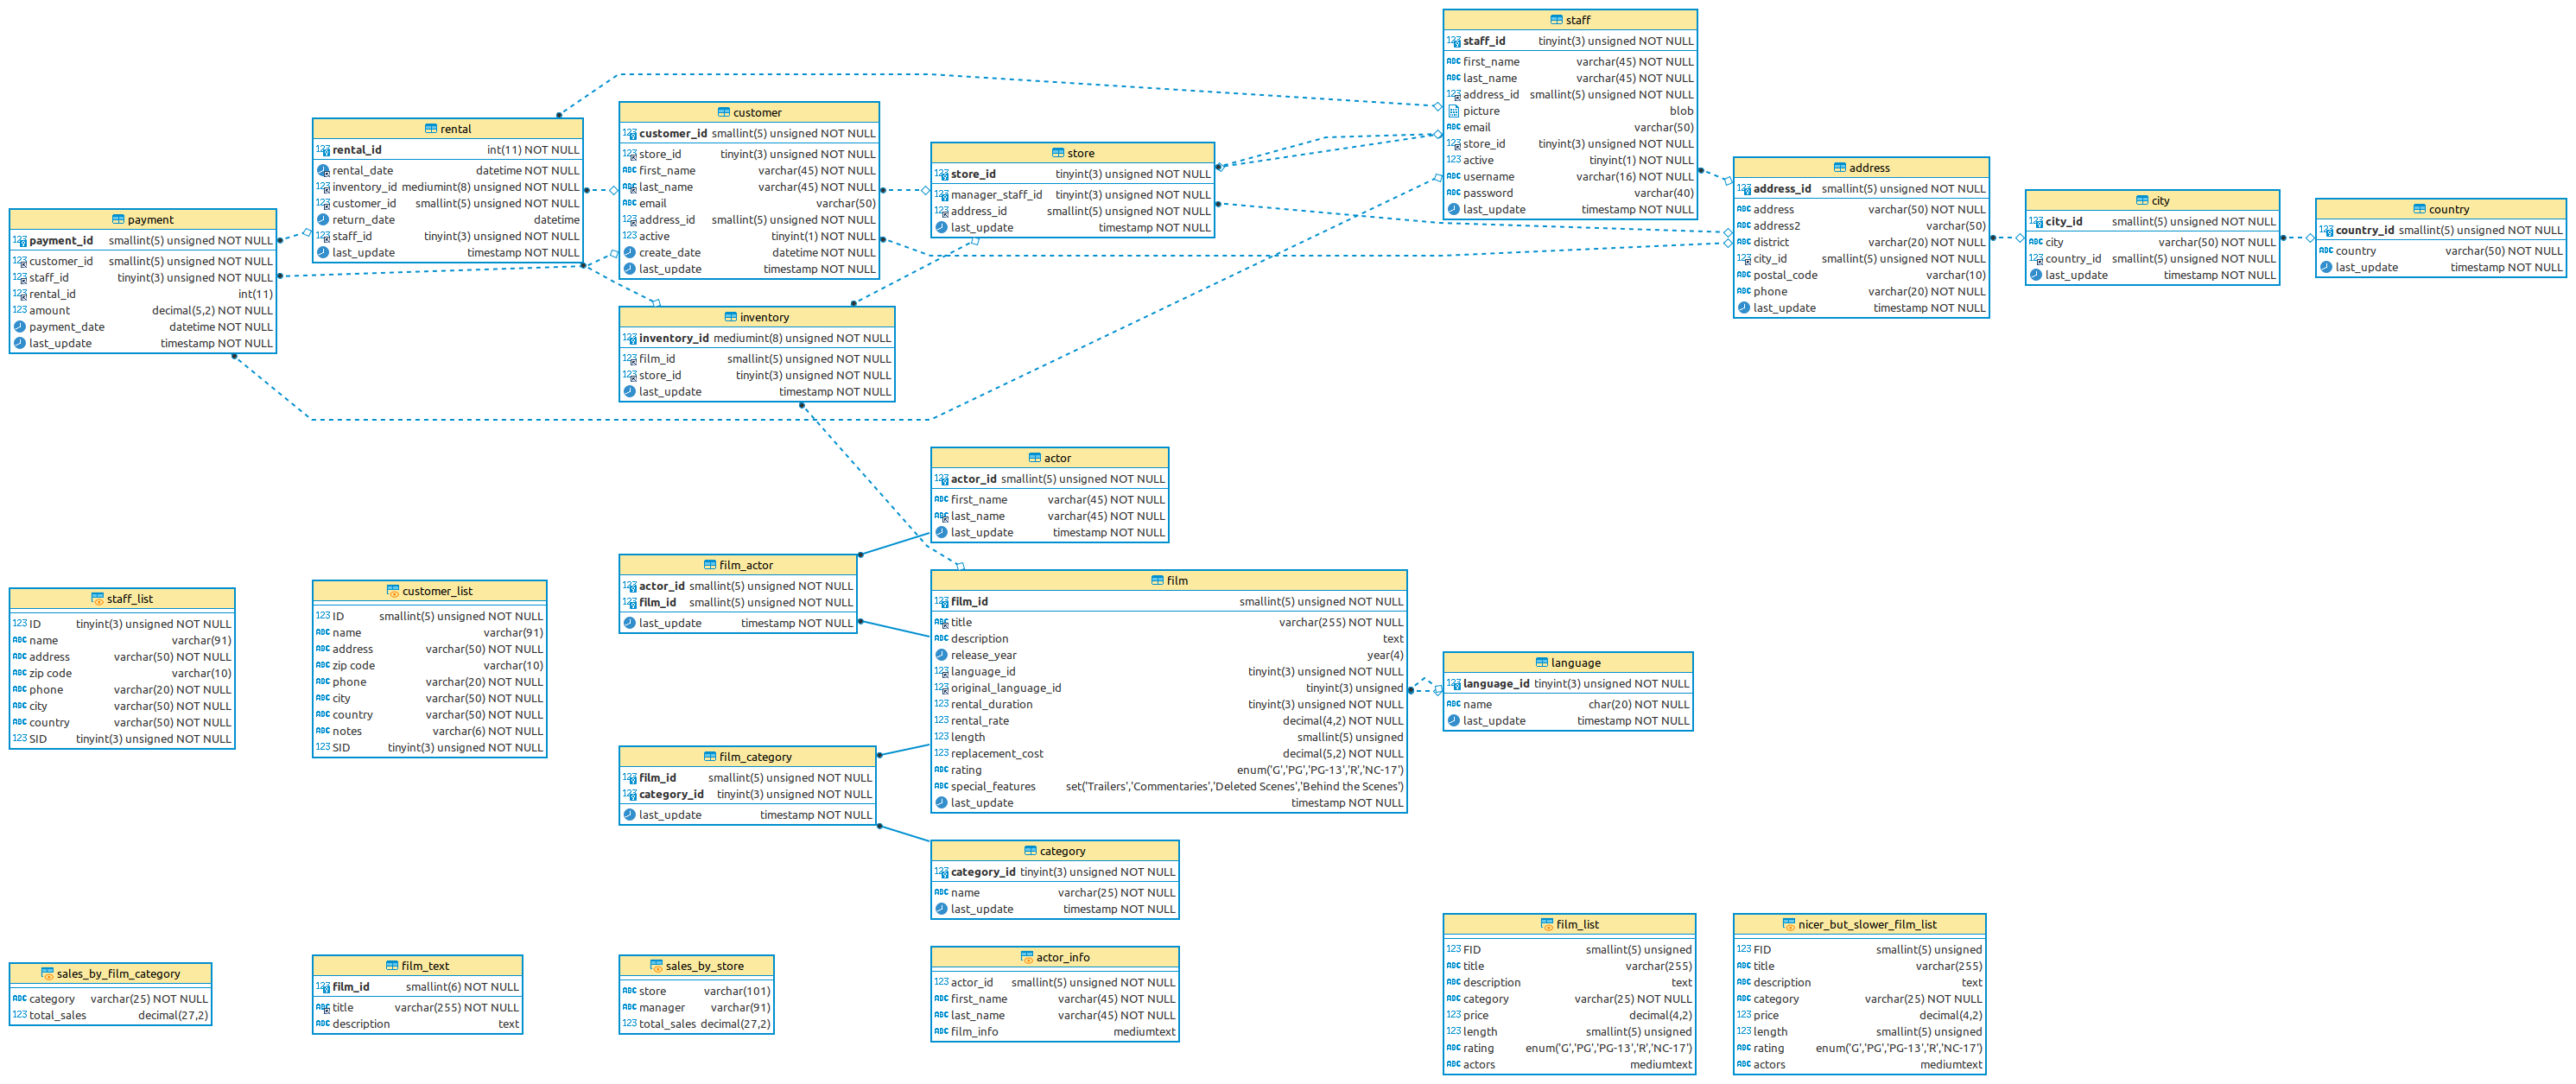 staff
staff_id tinyint(3) unsigned NOT NULL
first_name varchar(45) NOT NULL
last_name varchar(45) NOT NULL
address_id smallint(5) unsigned NOT NULL
picture blob
email varchar(50)
store_id tinyint(3) unsigned NOT NULL
active tinyint(1) NOT NULL
username varchar(16) NOT NULL
password varchar(40)
last_update timestamp NOT NULL
customer
customer_id smallint(5) unsigned NOT NULL
store_id tinyint(3) unsigned NOT NULL
first_name varchar(45) NOT NULL
last_name varchar(45) NOT NULL
email varchar(50)
address_id smallint(5) unsigned NOT NULL
active tinyint(1) NOT NULL
create_date datetime NOT NULL
last_update timestamp NOT NULL
rental
rental_id int(11) NOT NULL
rental_date datetime NOT NULL
inventory_id mediumint(8) unsigned NOT NULL
customer_id smallint(5) unsigned NOT NULL
return_date datetime
staff_id tinyint(3) unsigned NOT NULL
last_update timestamp NOT NULL
store
store_id tinyint(3) unsigned NOT NULL
manager_staff_id tinyint(3) unsigned NOT NULL
address_id smallint(5) unsigned NOT NULL
last_update timestamp NOT NULL
address
address_id smallint(5) unsigned NOT NULL
address varchar(50) NOT NULL
address2 varchar(50)
district varchar(20) NOT NULL
city_id smallint(5) unsigned NOT NULL
postal_code varchar(10)
phone varchar(20) NOT NULL
last_update timestamp NOT NULL
city
city_id smallint(5) unsigned NOT NULL
city varchar(50) NOT NULL
country_id smallint(5) unsigned NOT NULL
last_update timestamp NOT NULL
country
country_id smallint(5) unsigned NOT NULL
country varchar(50) NOT NULL
last_update timestamp NOT NULL
payment
payment_id smallint(5) unsigned NOT NULL
customer_id smallint(5) unsigned NOT NULL
staff_id tinyint(3) unsigned NOT NULL
rental_id int(11)
amount decimal(5,2) NOT NULL
payment_date datetime NOT NULL
last_update timestamp NOT NULL
inventory
inventory_id mediumint(8) unsigned NOT NULL
film_id smallint(5) unsigned NOT NULL
store_id tinyint(3) unsigned NOT NULL
last_update timestamp NOT NULL
actor
actor_id smallint(5) unsigned NOT NULL
first_name varchar(45) NOT NULL
last_name varchar(45) NOT NULL
last_update timestamp NOT NULL
film_actor
actor_id smallint(5) unsigned NOT NULL
film_id smallint(5) unsigned NOT NULL
last_update timestamp NOT NULL
film
film_id smallint(5) unsigned NOT NULL
title varchar(255) NOT NULL
description text
release_year year(4)
language_id tinyint(3) unsigned NOT NULL
original_language_id tinyint(3) unsigned
rental_duration tinyint(3) unsigned NOT NULL
rental_rate decimal(4,2) NOT NULL
length smallint(5) unsigned
replacement_cost decimal(5,2) NOT NULL
rating enum('G','PG','PG-13','R','NC-17')
special_features set('Trailers','Commentaries','Deleted Scenes','Behind the Scenes')
last_update timestamp NOT NULL
staff_list
ID tinyint(3) unsigned NOT NULL
name varchar(91)
address varchar(50) NOT NULL
zip code varchar(10)
phone varchar(20) NOT NULL
city varchar(50) NOT NULL
country varchar(50) NOT NULL
SID tinyint(3) unsigned NOT NULL
customer_list
ID smallint(5) unsigned NOT NULL
name varchar(91)
address varchar(50) NOT NULL
zip code varchar(10)
phone varchar(20) NOT NULL
city varchar(50) NOT NULL
country varchar(50) NOT NULL
notes varchar(6) NOT NULL
SID tinyint(3) unsigned NOT NULL
language
language_id tinyint(3) unsigned NOT NULL
name char(20) NOT NULL
last_update timestamp NOT NULL
film_category
film_id smallint(5) unsigned NOT NULL
category_id tinyint(3) unsigned NOT NULL
last_update timestamp NOT NULL
category
category_id tinyint(3) unsigned NOT NULL
name varchar(25) NOT NULL
last_update timestamp NOT NULL
sales_by_film_category
category varchar(25) NOT NULL
total_sales decimal(27,2)
film_text
film_id smallint(6) NOT NULL
title varchar(255) NOT NULL
description text
sales_by_store
store varchar(101)
manager varchar(91)
total_sales decimal(27,2)
actor_info
actor_id smallint(5) unsigned NOT NULL
first_name varchar(45) NOT NULL
last_name varchar(45) NOT NULL
film_info mediumtext
film_list
FID smallint(5) unsigned
title varchar(255)
description text
category varchar(25) NOT NULL
price decimal(4,2)
length smallint(5) unsigned
rating enum('G','PG','PG-13','R','NC-17')
actors mediumtext
nicer_but_slower_film_list
FID smallint(5) unsigned
title varchar(255)
description text
category varchar(25) NOT NULL
price decimal(4,2)
length smallint(5) unsigned
rating enum('G','PG','PG-13','R','NC-17')
actors mediumtext